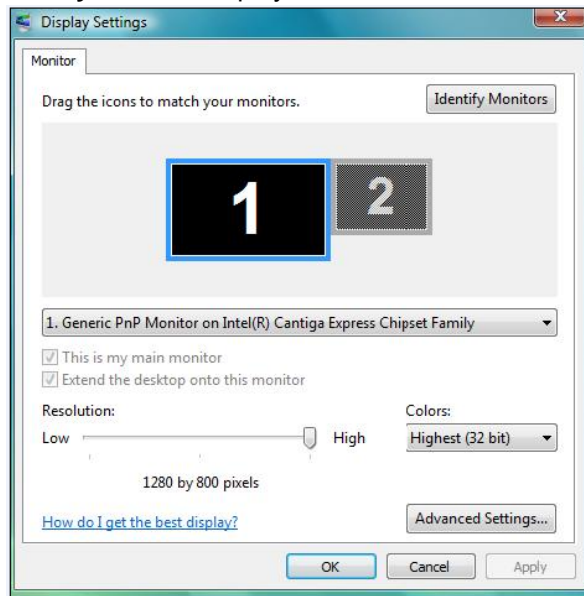 Display Settings
Monitor
Drag the icons to match your monitors.
Identify Monitors
1
2
1. Generic PnP Monitor on Intel(R) Cantiga Express Chipset Family
This is my main monitor
Extend the desktop onto this monitor
Resolution:
Colors:
Low
High
Highest (32 bit)
1280 by 800 pixels
How do I get the best display?
Advanced Settings...
OK
Cancel
Apply